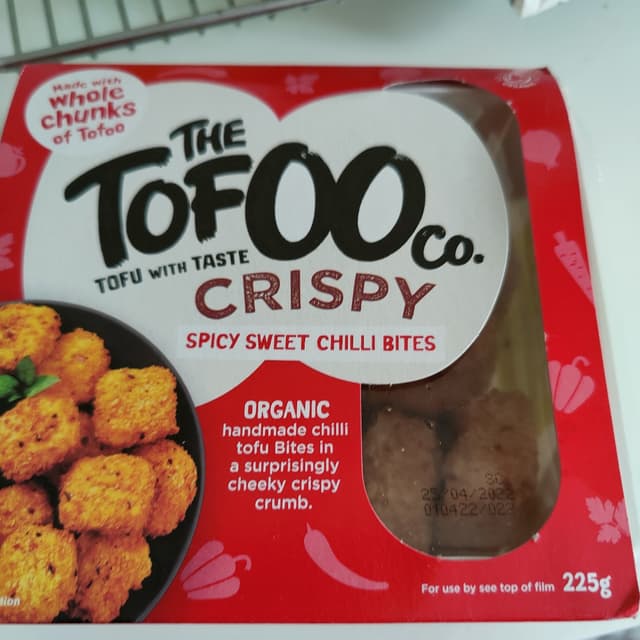 Made with
whole
chunks
of Tofoo
THE
TOFOO
CO.
TOFU WITH TASTE
CRISPY
SPICY SWEET CHILLI BITES
ORGANIC
handmade chilli
tofu Bites in
a surprisingly
cheeky crispy
crumb.
25/04/2022
For use by see top of film 225g